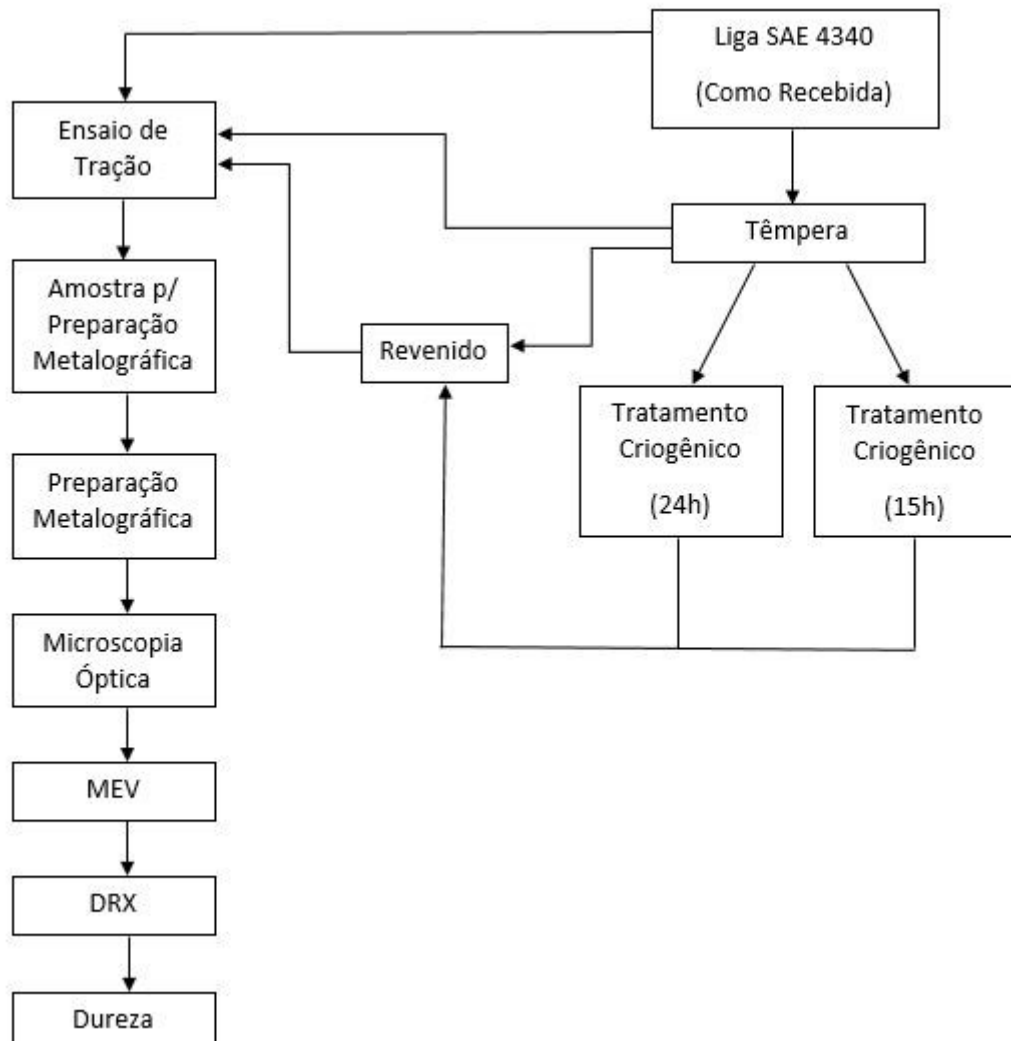 Liga SAE 4340
(Como Recebida)
Ensaio de
Tração
Têmpera
Amostra p/
Preparação
Metalográfica
Revenido
Tratamento
Criogênico
(24h)
Tratamento
Criogênico
(15h)
Preparação
Metalográfica
Microscopia
Óptica
MEV
DRX
Dureza